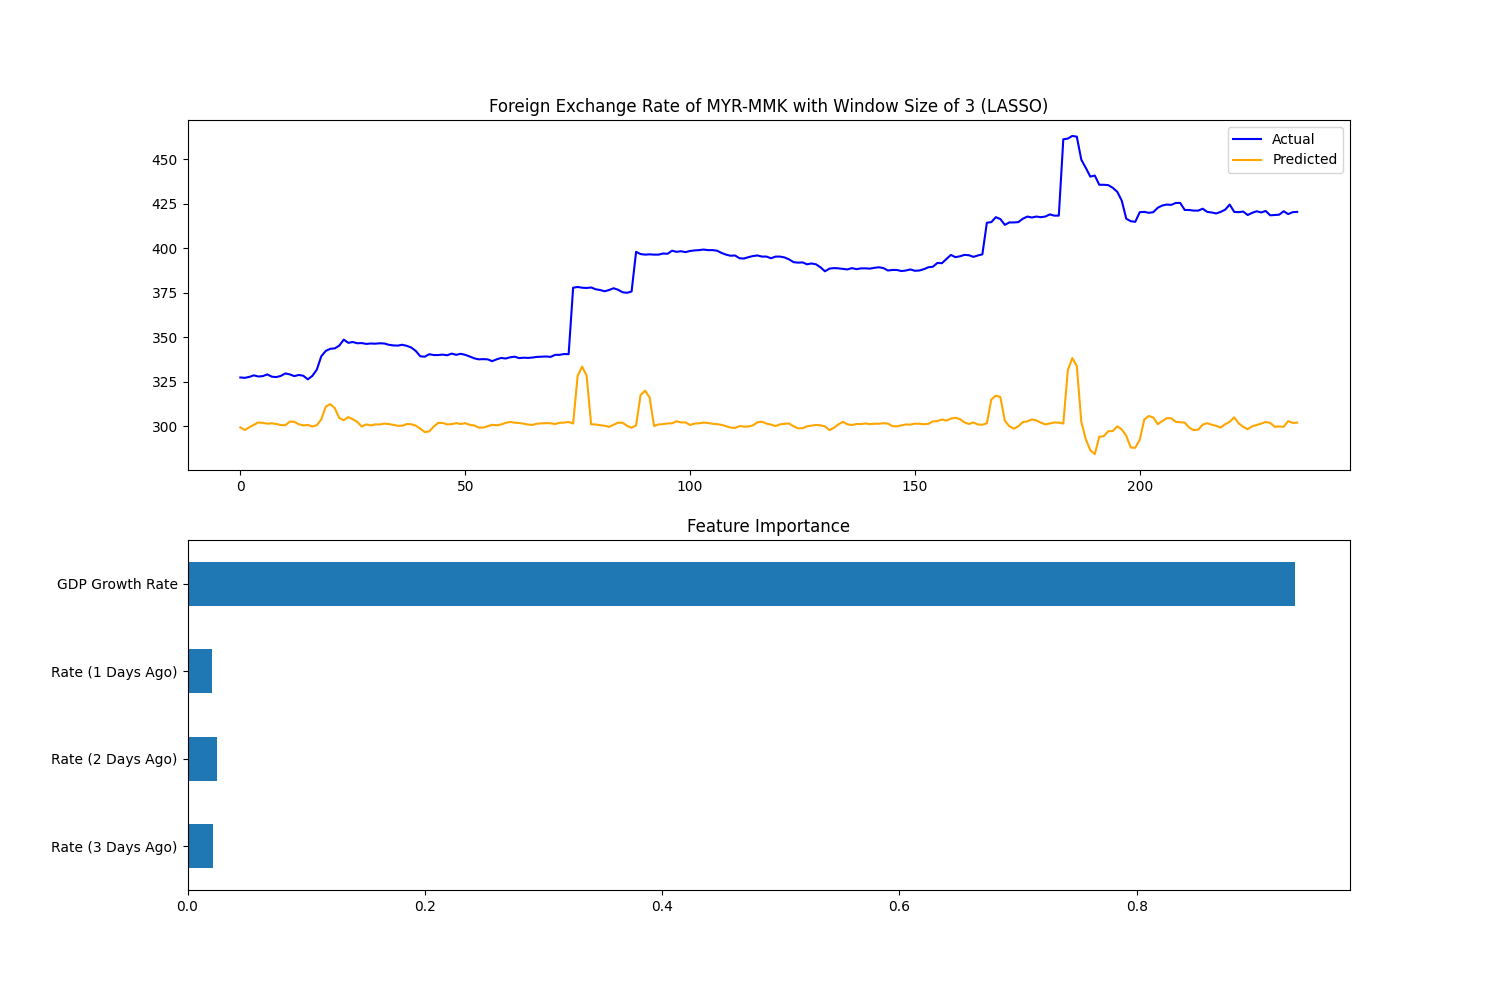 Foreign Exchange Rate of MYR-MMK with Window Size of 3 (LASSO)
Actual
Predicted
450
425
400
375
350
325
300
0 50 100 150 200
Feature Importance
GDP Growth Rate
Rate (1 Days Ago)
Rate (2 Days Ago)
Rate (3 Days Ago)
0.0 0.2 0.4 0.6 0.8